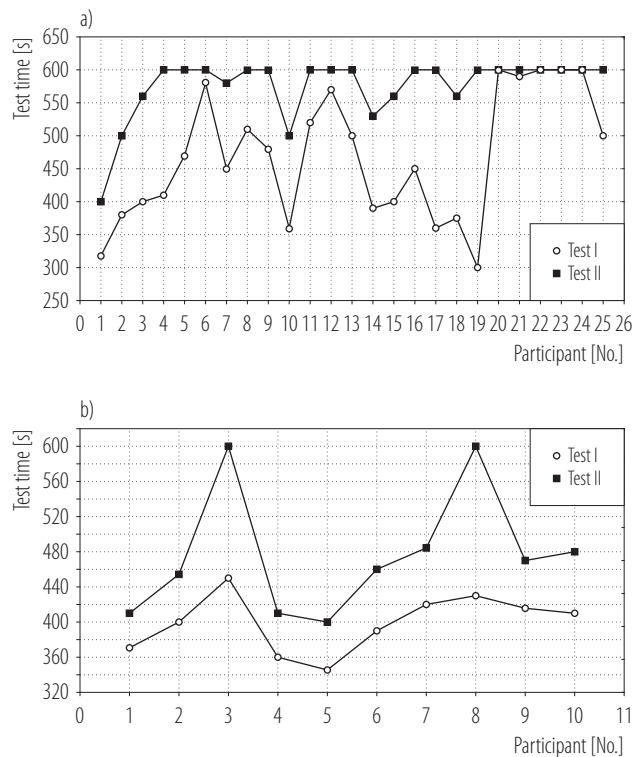 a)
Test time [s]
650
600
550
500
450
400
350
300
250
Test I
Test II
1 2 3 4 5 6 7 8 9 10 11 12 13 14 15 16 17 18 19 20 21 22 23 24 25 26
Participant [No.]
b)
Test time [s]
600
560
520
480
440
400
360
320
Test I
Test II
0 1 2 3 4 5 6 7 8 9 10 11
Participant [No.]